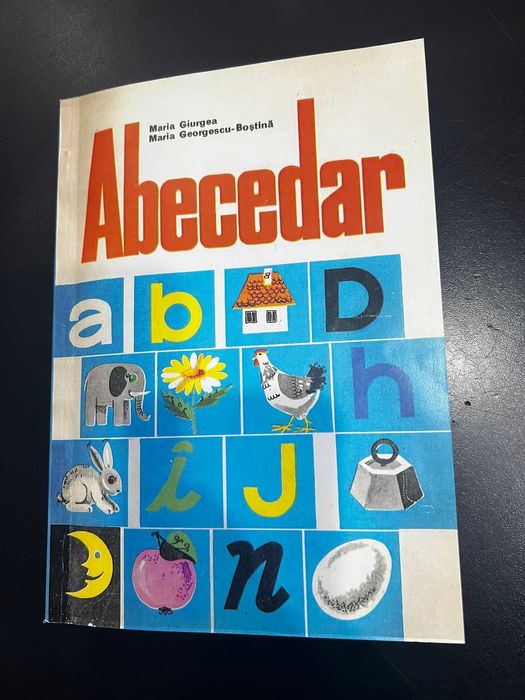 Maria Giurgea
Maria Georgescu-Boștină
Abecedar
a b D
h
î J
n